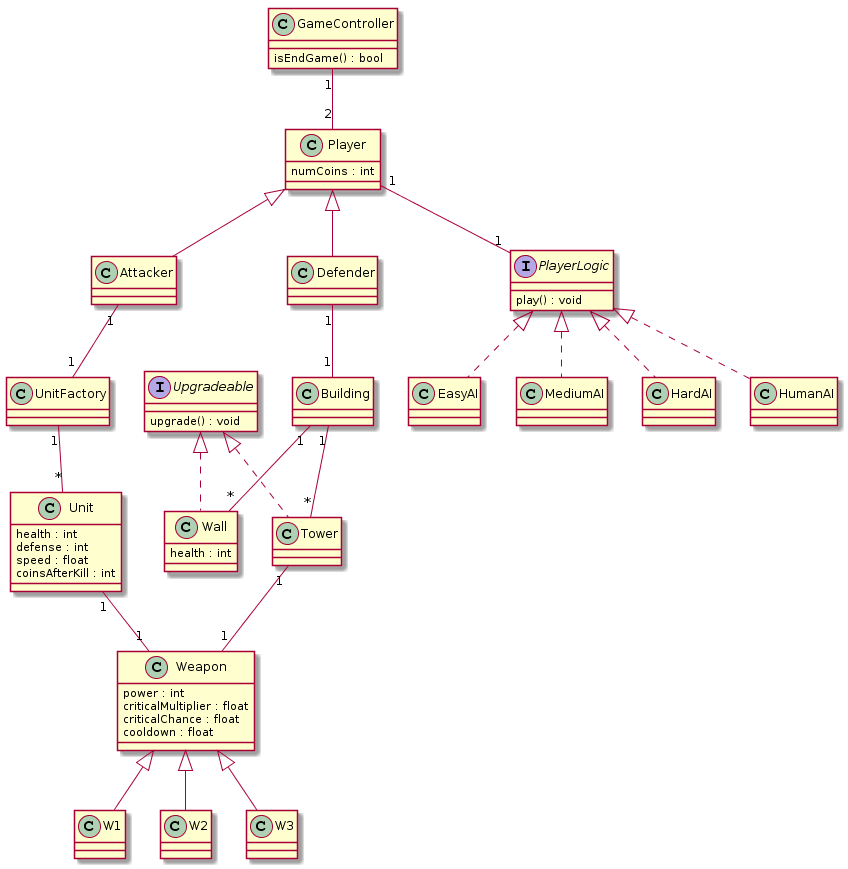 C GameController
isEndGame() : bool
1
2
C Player
numCoins : int
1
1
C Attacker
C Defender
I PlayerLogic
play() : void
1
1
1
1
C UnitFactory
I Upgradeable
upgrade() : void
C Building
C EasyAI
C MediumAI
C HardAI
C HumanAI
1
1
1
*
*
*
C Unit
health : int
defense : int
speed : float
coinsAfterKill : int
C Wall
health : int
C Tower
1
1
1
1
C Weapon
power : int
criticalMultiplier : float
criticalChance : float
cooldown : float
C W1
C W2
C W3